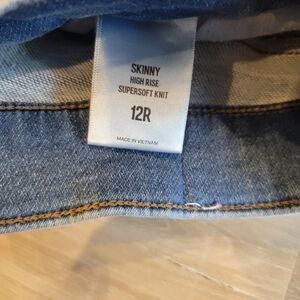 SKINNY
HIGH RISE
SUPERSOFT KNIT
12R
MADE IN VIETNAM